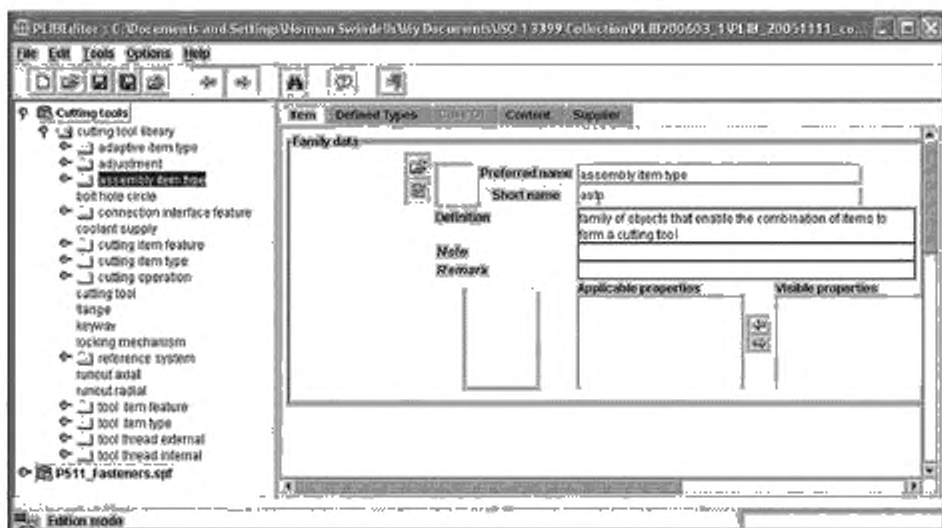 PLIBEditor : C:\Documents and Settings\Norman Swindells\My Documents\ISO 13399 Collection\PLIB200603_1\PLIB_20051111_co...
File Edit Tools Options Help
Cutting tools
cutting tool library
adaptive item type
adjustment
assembly item type
bolt hole circle
connection interface feature
coolant supply
cutting item feature
cutting item type
cutting operation
cutting tool
flange
keyway
locking mechanism
reference system
runout axial
runout radial
tool item feature
tool item type
tool thread external
tool thread internal
P511_Fasteners.spf
Item Defined Types Content Supplier
Family data
Preferred name assembly item type
Short name astp
Definition family of objects that enable the combination of items to
form a cutting tool
Note
Remark
Applicable properties Visible properties
Edition mode